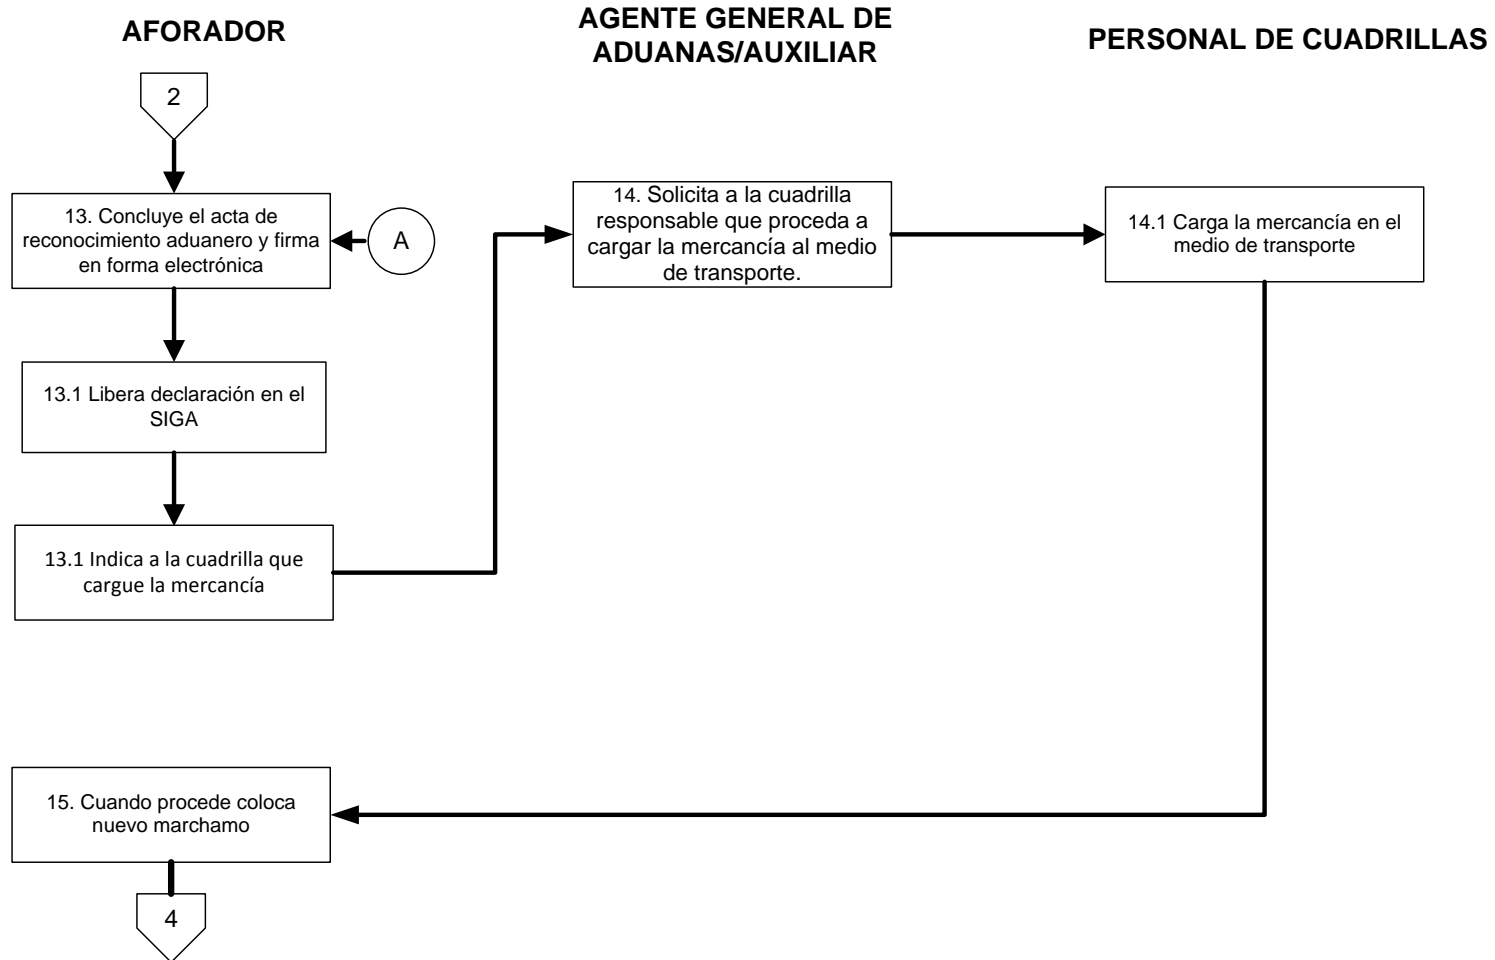 AFORADOR
AGENTE GENERAL DE
ADUANAS/AUXILIAR
PERSONAL DE CUADRILLAS
2
13. Concluye el acta de
reconocimiento aduanero y firma
en forma electrónica
A
14. Solicita a la cuadrilla
responsable que proceda a
cargar la mercancía al medio
de transporte.
14.1 Carga la mercancía en el
medio de transporte
13.1 Libera declaración en el
SIGA
13.1 Indica a la cuadrilla que
cargue la mercancía
15. Cuando procede coloca
nuevo marchamo
4